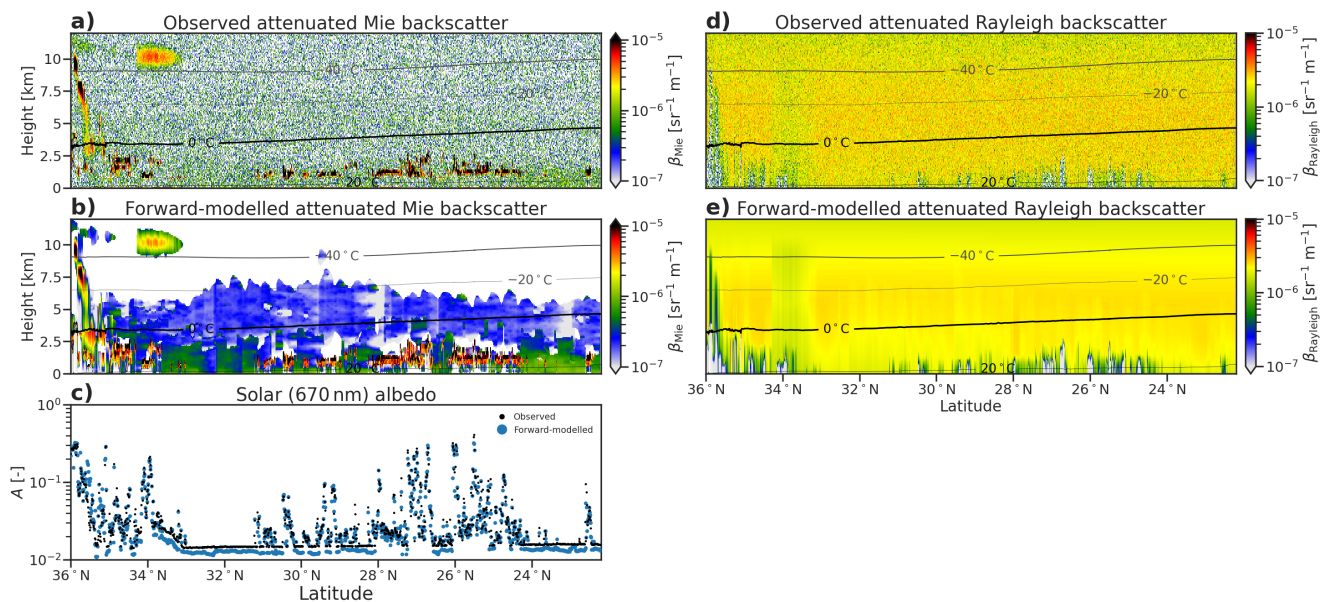 a) Observed attenuated Mie backscatter
Height [km]
10
7.5
5
2.5
0
−40°C
−20°C
0°C
20°C
10⁻⁵
10⁻⁶
10⁻⁷
β_Mie [sr⁻¹ m⁻¹]
d) Observed attenuated Rayleigh backscatter
−40°C
−20°C
0°C
20°C
10⁻⁵
10⁻⁶
10⁻⁷
β_Rayleigh [sr⁻¹ m⁻¹]
b) Forward-modelled attenuated Mie backscatter
Height [km]
10
7.5
5
2.5
0
−40°C
−20°C
0°C
20°C
10⁻⁵
10⁻⁶
10⁻⁷
β_Mie [sr⁻¹ m⁻¹]
e) Forward-modelled attenuated Rayleigh backscatter
−40°C
−20°C
0°C
20°C
10⁻⁵
10⁻⁶
10⁻⁷
β_Rayleigh [sr⁻¹ m⁻¹]
36°N 34°N 32°N 30°N 28°N 26°N 24°N
Latitude
c) Solar (670 nm) albedo
A [-]
10⁰
10⁻¹
10⁻²
Observed
Forward-modelled
36°N 34°N 32°N 30°N 28°N 26°N 24°N
Latitude